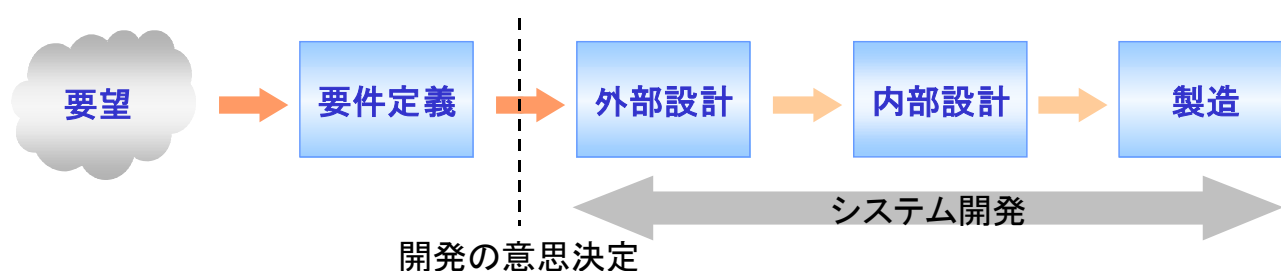 要望
要件定義
外部設計
内部設計
製造
システム開発
開発の意思決定